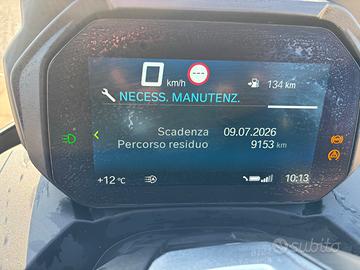 0 km/h --- 134 km
NECESS. MANUTENZ.
Scadenza 09.07.2026
Percorso residuo 9153 km
+12 °C 10:13
subito